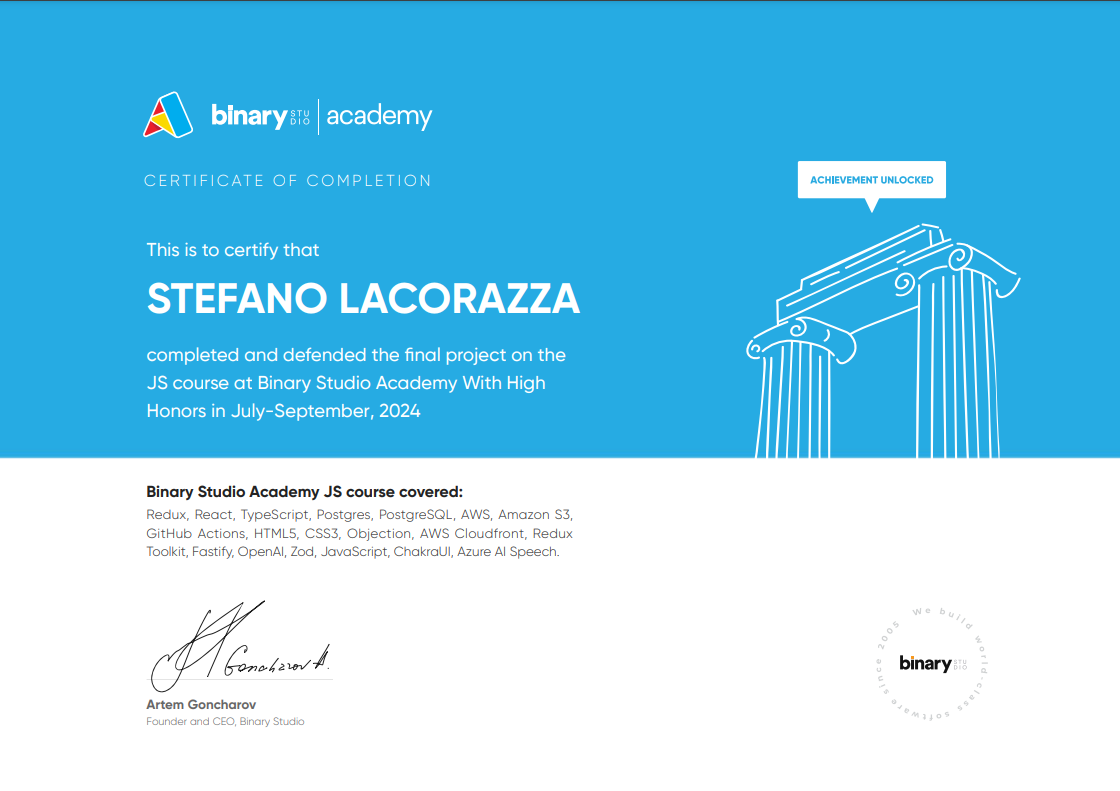 binary STUDIO academy
CERTIFICATE OF COMPLETION
ACHIEVEMENT UNLOCKED
This is to certify that
STEFANO LACORAZZA
completed and defended the final project on the
JS course at Binary Studio Academy With High
Honors in July-September, 2024
Binary Studio Academy JS course covered:
Redux, React, TypeScript, Postgres, PostgreSQL, AWS, Amazon S3,
GitHub Actions, HTML5, CSS3, Objection, AWS Cloudfront, Redux
Toolkit, Fastify, OpenAI, Zod, JavaScript, ChakraUI, Azure AI Speech.
Goncharov A.
Artem Goncharov
Founder and CEO, Binary Studio
We build world-class software since 2005
binary STUDIO